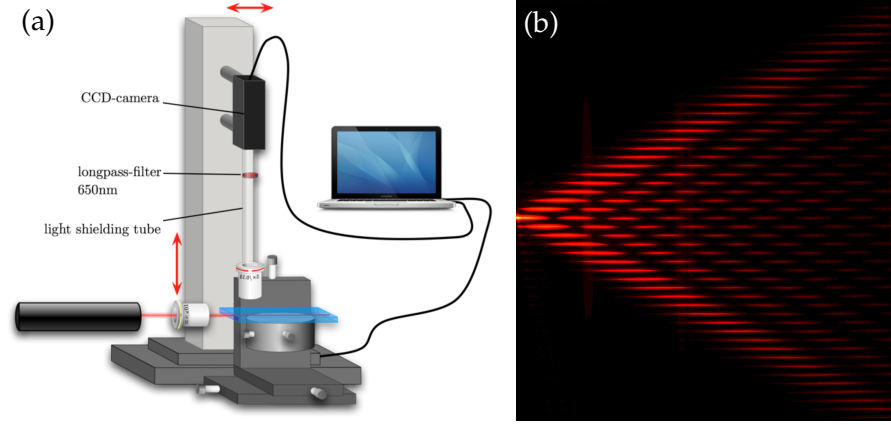 (a)
(b)
CCD-camera
longpass-filter
650nm
light shielding tube